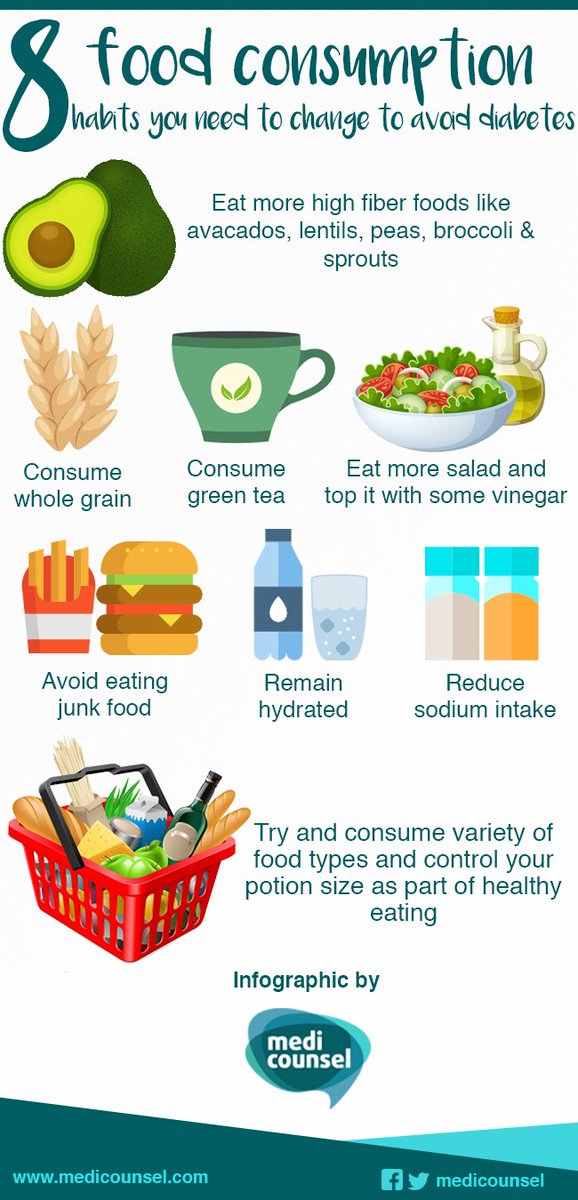 8 food consumption
habits you need to change to avoid diabetes
Eat more high fiber foods like
avacados, lentils, peas, broccoli &
sprouts
Consume
whole grain
Consume
green tea
Eat more salad and
top it with some vinegar
Avoid eating
junk food
Remain
hydrated
Reduce
sodium intake
Try and consume variety of
food types and control your
potion size as part of healthy
eating
Infographic by
medi
counsel
www.medicounsel.com
medicounsel